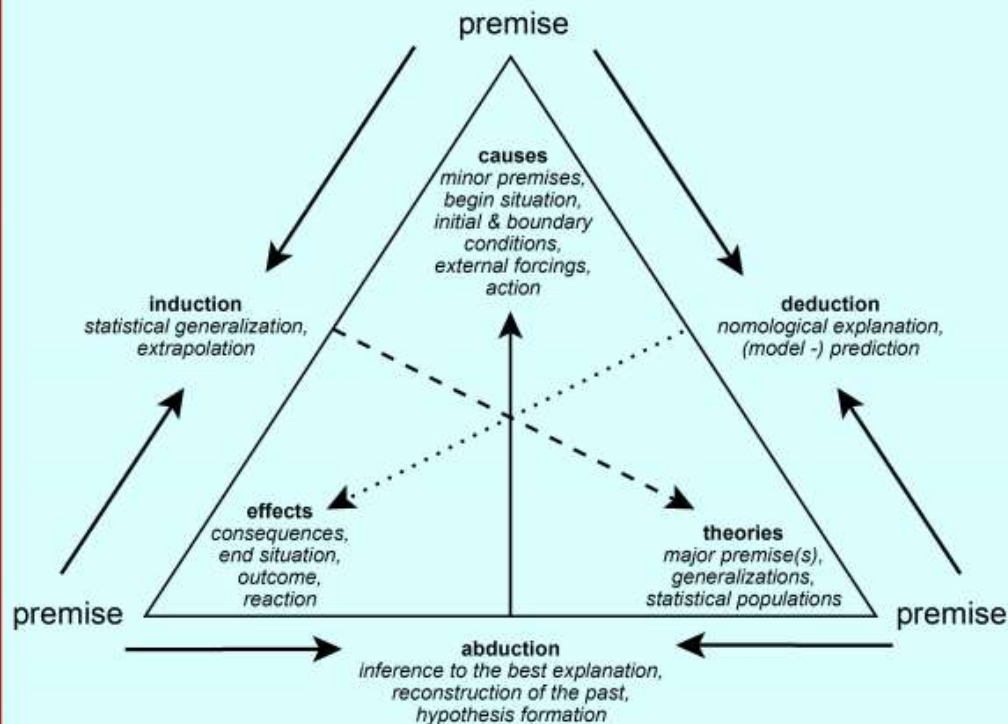 premise
causes
minor premises,
begin situation,
initial & boundary
conditions,
external forcings,
action
induction
statistical generalization,
extrapolation
deduction
nomological explanation,
(model -) prediction
effects
consequences,
end situation,
outcome,
reaction
theories
major premise(s),
generalizations,
statistical populations
premise
premise
abduction
inference to the best explanation,
reconstruction of the past,
hypothesis formation